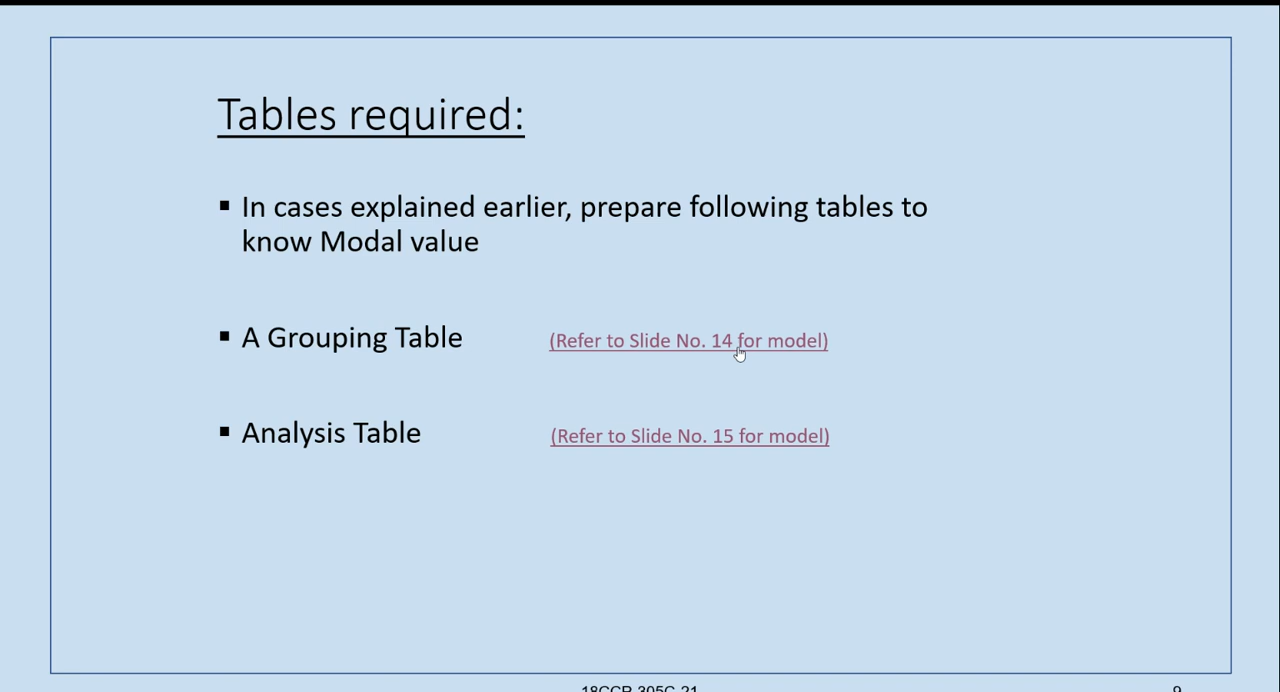 Tables required:
▪ In cases explained earlier, prepare following tables to
know Modal value
▪ A Grouping Table (Refer to Slide No. 14 for model)
▪ Analysis Table (Refer to Slide No. 15 for model)